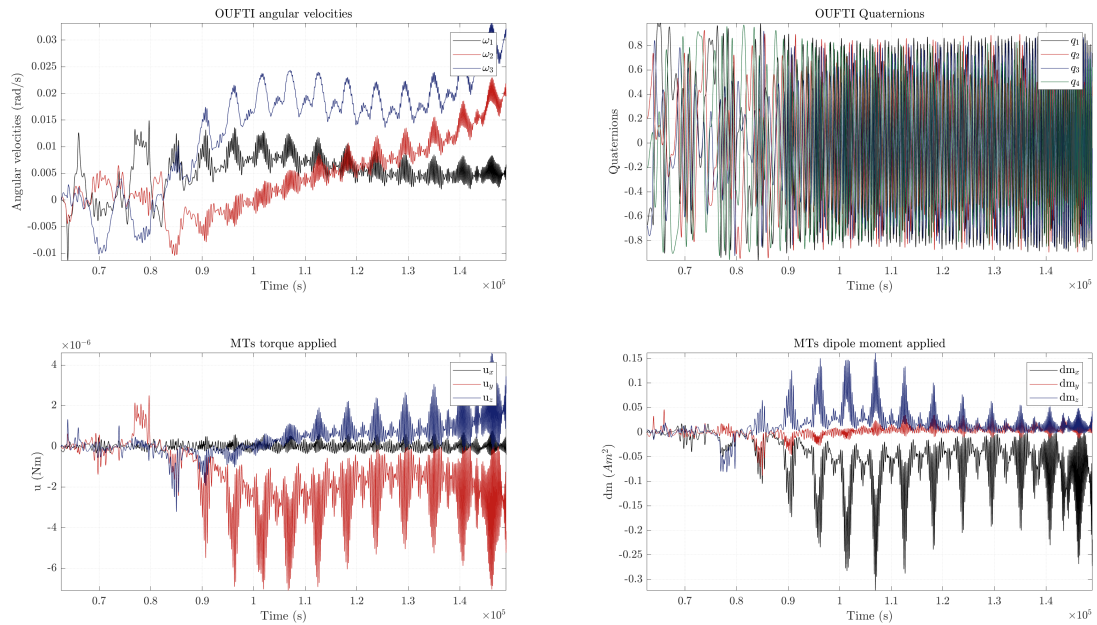 OUFTI angular velocities
Angular velocities (rad/s)
0.03
0.025
0.02
0.015
0.01
0.005
0
-0.005
-0.01
ω1
ω2
ω3
0.7 0.8 0.9 1 1.1 1.2 1.3 1.4
Time (s)
×10^5
OUFTI Quaternions
Quaternions
0.8
0.6
0.4
0.2
0
-0.2
-0.4
-0.6
-0.8
q1
q2
q3
q4
0.7 0.8 0.9 1 1.1 1.2 1.3 1.4
Time (s)
×10^5
MTs torque applied
×10^-6
u (Nm)
4
2
0
-2
-4
-6
ux
uy
uz
0.7 0.8 0.9 1 1.1 1.2 1.3 1.4
Time (s)
×10^5
MTs dipole moment applied
dm (Am^2)
0.15
0.1
0.05
0
-0.05
-0.1
-0.15
-0.2
-0.25
-0.3
dmx
dmy
dmz
0.7 0.8 0.9 1 1.1 1.2 1.3 1.4
Time (s)
×10^5